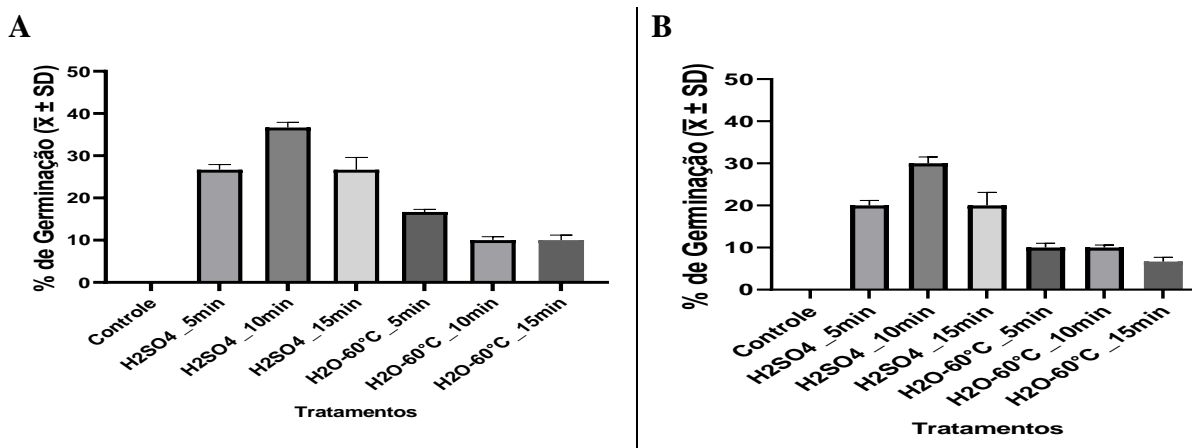 A
% de Germinação (x̅ ± SD)
50
40
30
20
10
0
Controle
H2SO4 _5min
H2SO4 _10min
H2SO4 _15min
H2O-60°C _5min
H2O-60°C _10min
H2O-60°C _15min
Tratamentos
B
% de Germinação (x̅ ± SD)
50
40
30
20
10
0
Controle
H2SO4 _5min
H2SO4 _10min
H2SO4 _15min
H2O-60°C _5min
H2O-60°C _10min
H2O-60°C _15min
Tratamentos